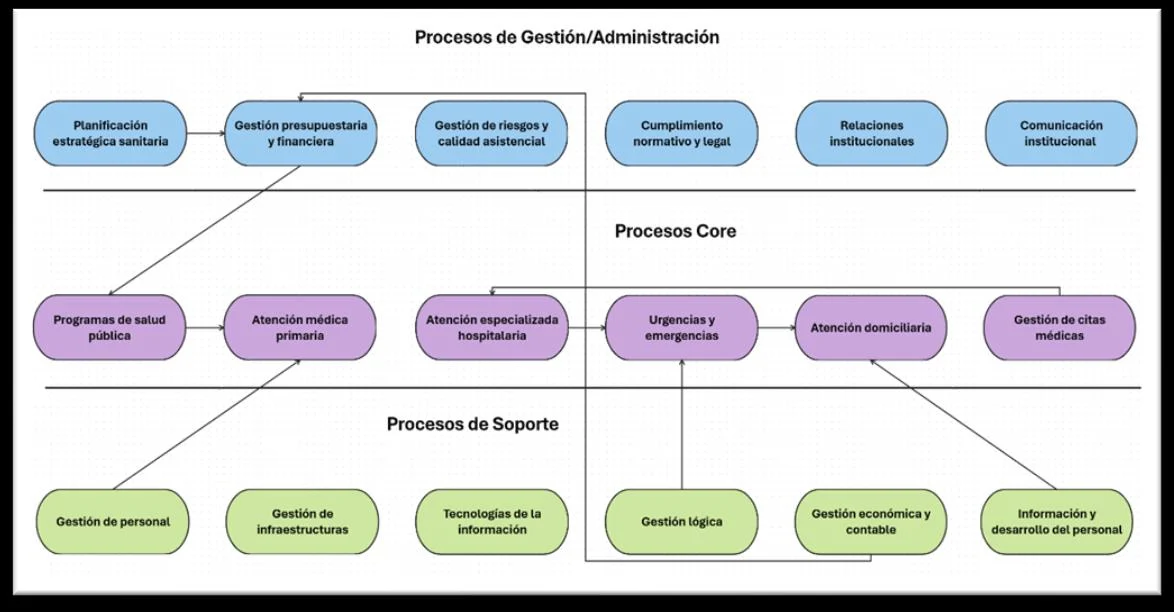 Procesos de Gestión/Administración
Planificación
estratégica sanitaria
Gestión presupuestaria
y financiera
Gestión de riesgos y
calidad asistencial
Cumplimiento
normativo y legal
Relaciones
institucionales
Comunicación
institucional
Procesos Core
Programas de salud
pública
Atención médica
primaria
Atención especializada
hospitalaria
Urgencias y
emergencias
Atención domiciliaria
Gestión de citas
médicas
Procesos de Soporte
Gestión de personal
Gestión de
infraestructuras
Tecnologías de la
información
Gestión lógica
Gestión económica y
contable
Información y
desarrollo del personal